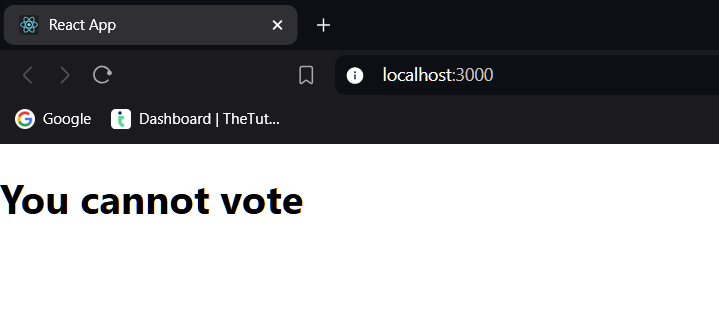 React App
localhost:3000
Google
Dashboard | TheTut...
You cannot vote